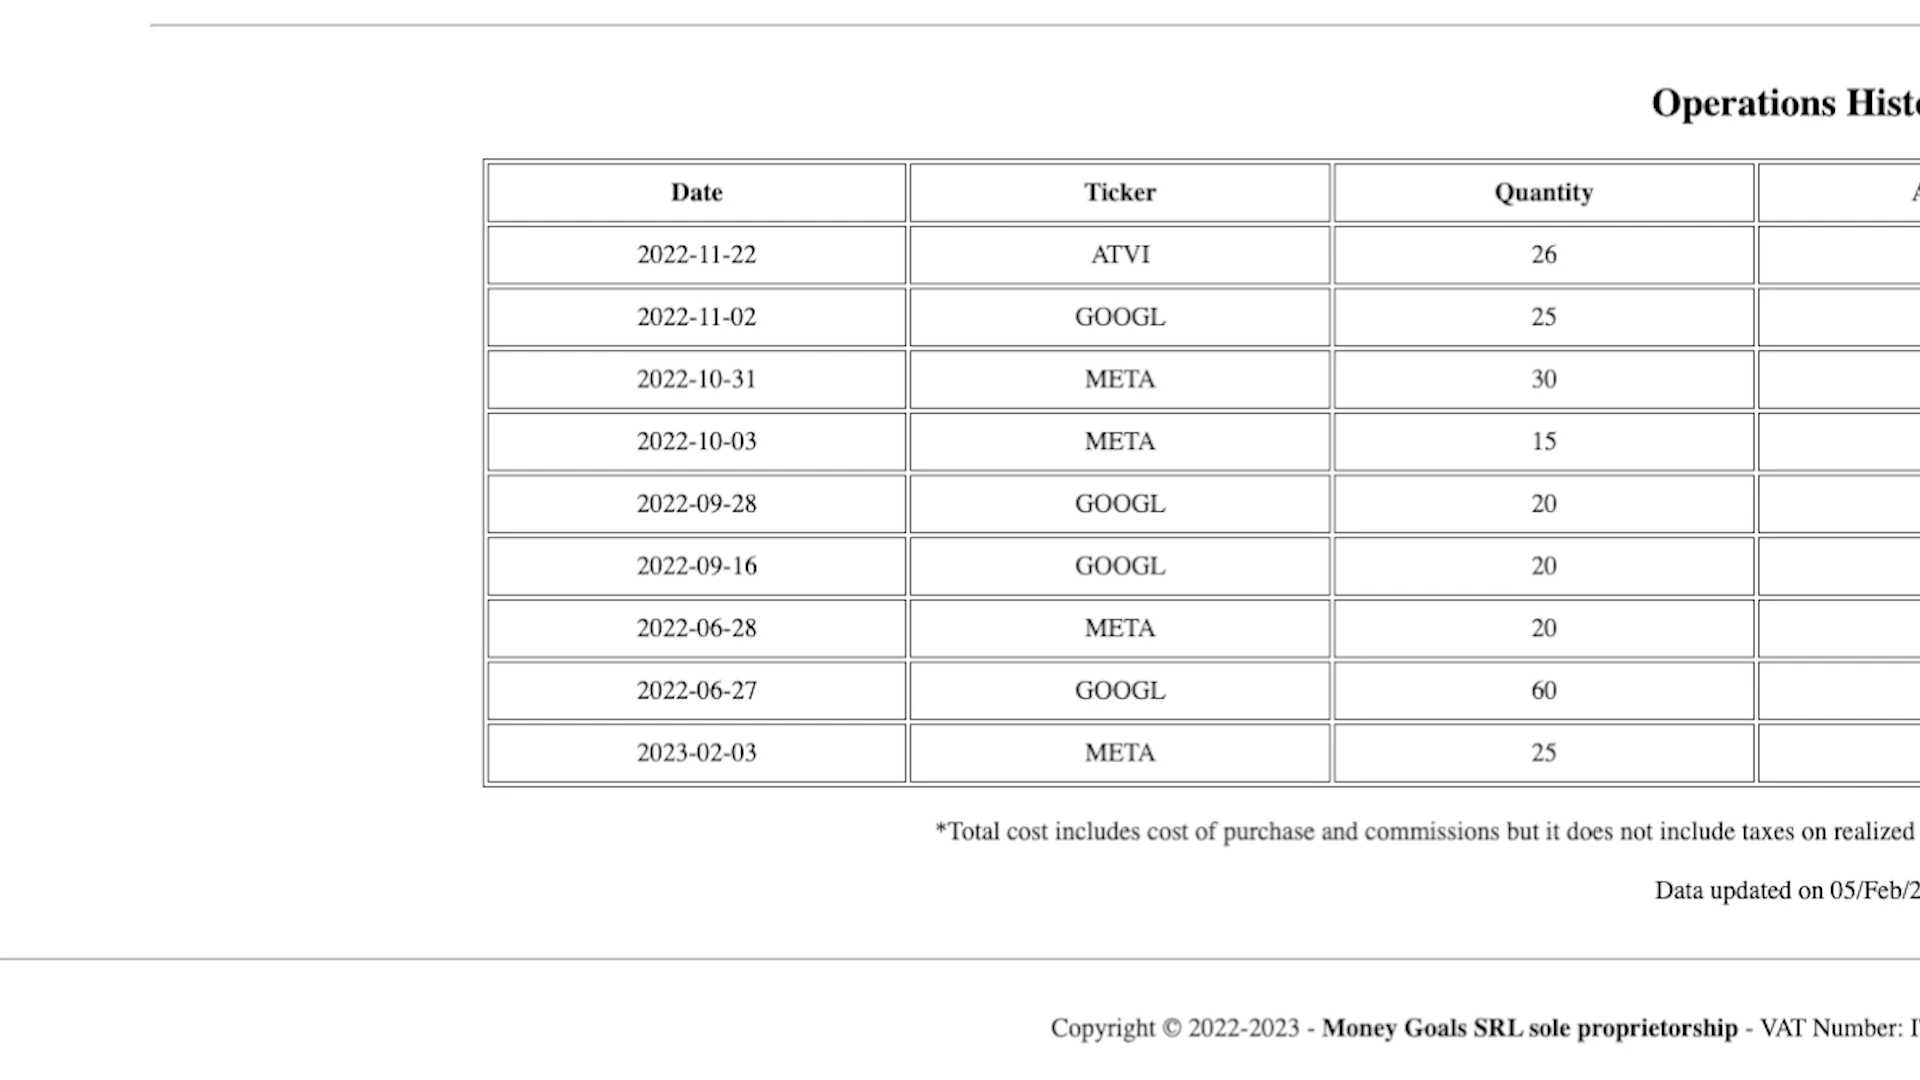 Operations
Date Ticker Quantity
2022-11-22 ATVI 26
2022-11-02 GOOGL 25
2022-10-31 META 30
2022-10-03 META 15
2022-09-28 GOOGL 20
2022-09-16 GOOGL 20
2022-06-28 META 20
2022-06-27 GOOGL 60
2023-02-03 META 25
*Total cost includes cost of purchase and commissions but it does not include taxes on realized
Data updated on 05/Feb/2
Copyright © 2022-2023 - Money Goals SRL sole proprietorship - VAT Number: